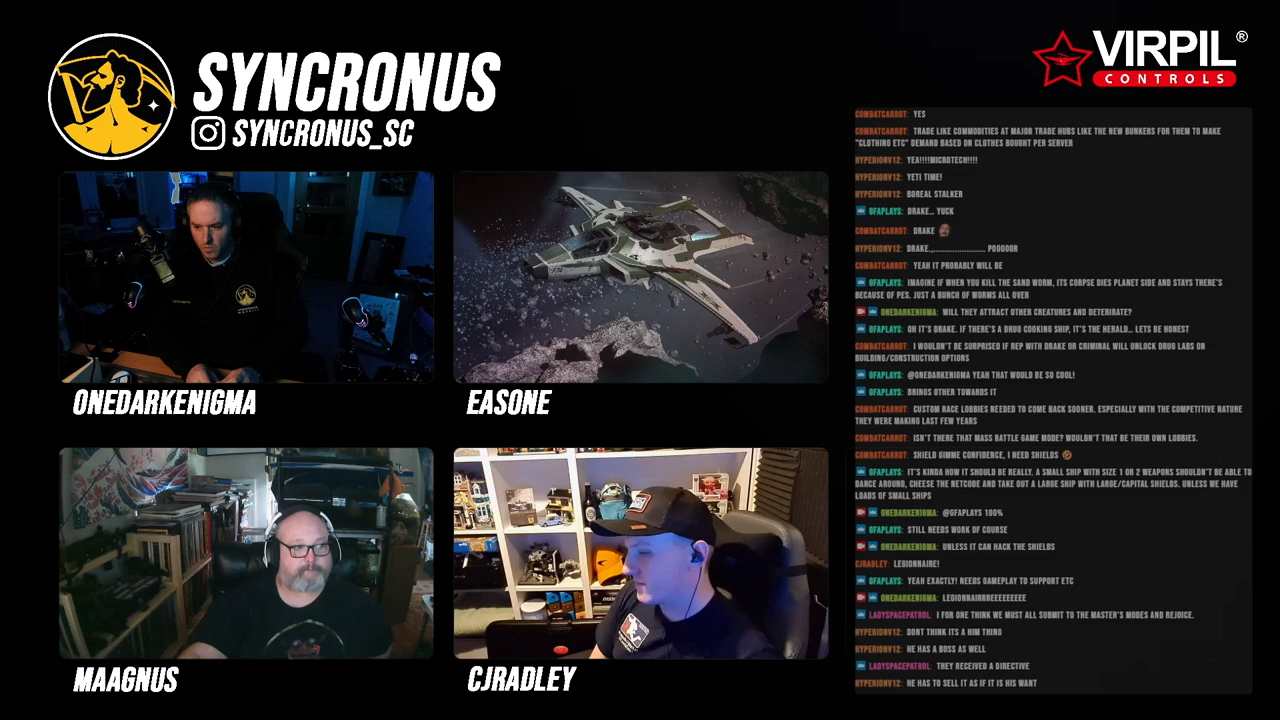 SYNCRONUS
SYNCRONUS_SC
VIRPIL®
CONTROLS
ONEDARKENIGMA
EASONE
MAAGNUS
CJRADLEY
COMBATCARROT: YES
COMBATCARROT: TRADE LIKE COMMODITIES AT MAJOR TRADE HUBS LIKE THE NEW BUNKERS FOR THEM TO MAKE
"CLOTHING ETC" DEMAND BASED ON CLOTHES BOUGHT PER SERVER
HYPERIONV12: YEA!!!!MICROTECH!!!!
HYPERIONV12: YETI TIME!
HYPERIONV12: BOREAL STALKER
GFAPLAYS: DRAKE... YUCK
COMBATCARROT: DRAKE
HYPERIONV12: DRAKE.,....................... POOOOOR
COMBATCARROT: YEAH IT PROBABLY WILL BE
GFAPLAYS: IMAGINE IF WHEN YOU KILL THE SAND WORM, ITS CORPSE DIES PLANET SIDE AND STAYS THERE'S
BECAUSE OF PES. JUST A BUNCH OF WORMS ALL OVER
ONEDARKENIGMA: WILL THEY ATTRACT OTHER CREATURES AND DETEIRATE?
GFAPLAYS: OH IT'S DRAKE. IF THERE'S A DRUG COOKING SHIP, IT'S THE HERALD... LETS BE HONEST
COMBATCARROT: I WOULDN'T BE SURPRISED IF REP WITH DRAKE OR CRIMINAL WILL UNLOCK DRUG LABS ON
BUILDING/CONSTRUCTION OPTIONS
GFAPLAYS: @ONEDARKENIGMA YEAH THAT WOULD BE SO COOL!
GFAPLAYS: BRINGS OTHER TOWARDS IT
COMBATCARROT: CUSTOM RACE LOBBIES NEEDED TO COME BACK SOONER. ESPECIALLY WITH THE COMPETITIVE NATURE
THEY WERE MAKING LAST FEW YEARS
COMBATCARROT: ISN'T THERE THAT MASS BATTLE GAME MODE? WOULDN'T THAT BE THEIR OWN LOBBIES.
COMBATCARROT: SHIELD GIMME CONFIDENCE, I NEED SHIELDS
GFAPLAYS: IT'S KINDA HOW IT SHOULD BE REALLY. A SMALL SHIP WITH SIZE 1 OR 2 WEAPONS SHOULDN'T BE ABLE TO
DANCE AROUND, CHEESE THE NETCODE AND TAKE OUT A LARGE SHIP WITH LARGE/CAPITAL SHIELDS. UNLESS WE HAVE
LOADS OF SMALL SHIPS
ONEDARKENIGMA: @GFAPLAYS 100%
GFAPLAYS: STILL NEEDS WORK OF COURSE
ONEDARKENIGMA: UNLESS IT CAN HACK THE SHIELDS
CJRADLEY: LEGIONNAIRE!
GFAPLAYS: YEAH EXACTLY! NEEDS GAMEPLAY TO SUPPORT ETC
ONEDARKENIGMA: LEGIONNAIRRREEEEEEEEE
LADYSPACEPATROL: I FOR ONE THINK WE MUST ALL SUBMIT TO THE MASTER'S MODES AND REJOICE.
HYPERIONV12: DONT THINK ITS A HIM THING
HYPERIONV12: HE HAS A BOSS AS WELL
LADYSPACEPATROL: THEY RECEIVED A DIRECTIVE
HYPERIONV12: HE HAS TO SELL IT AS IF IT IS HIS WANT